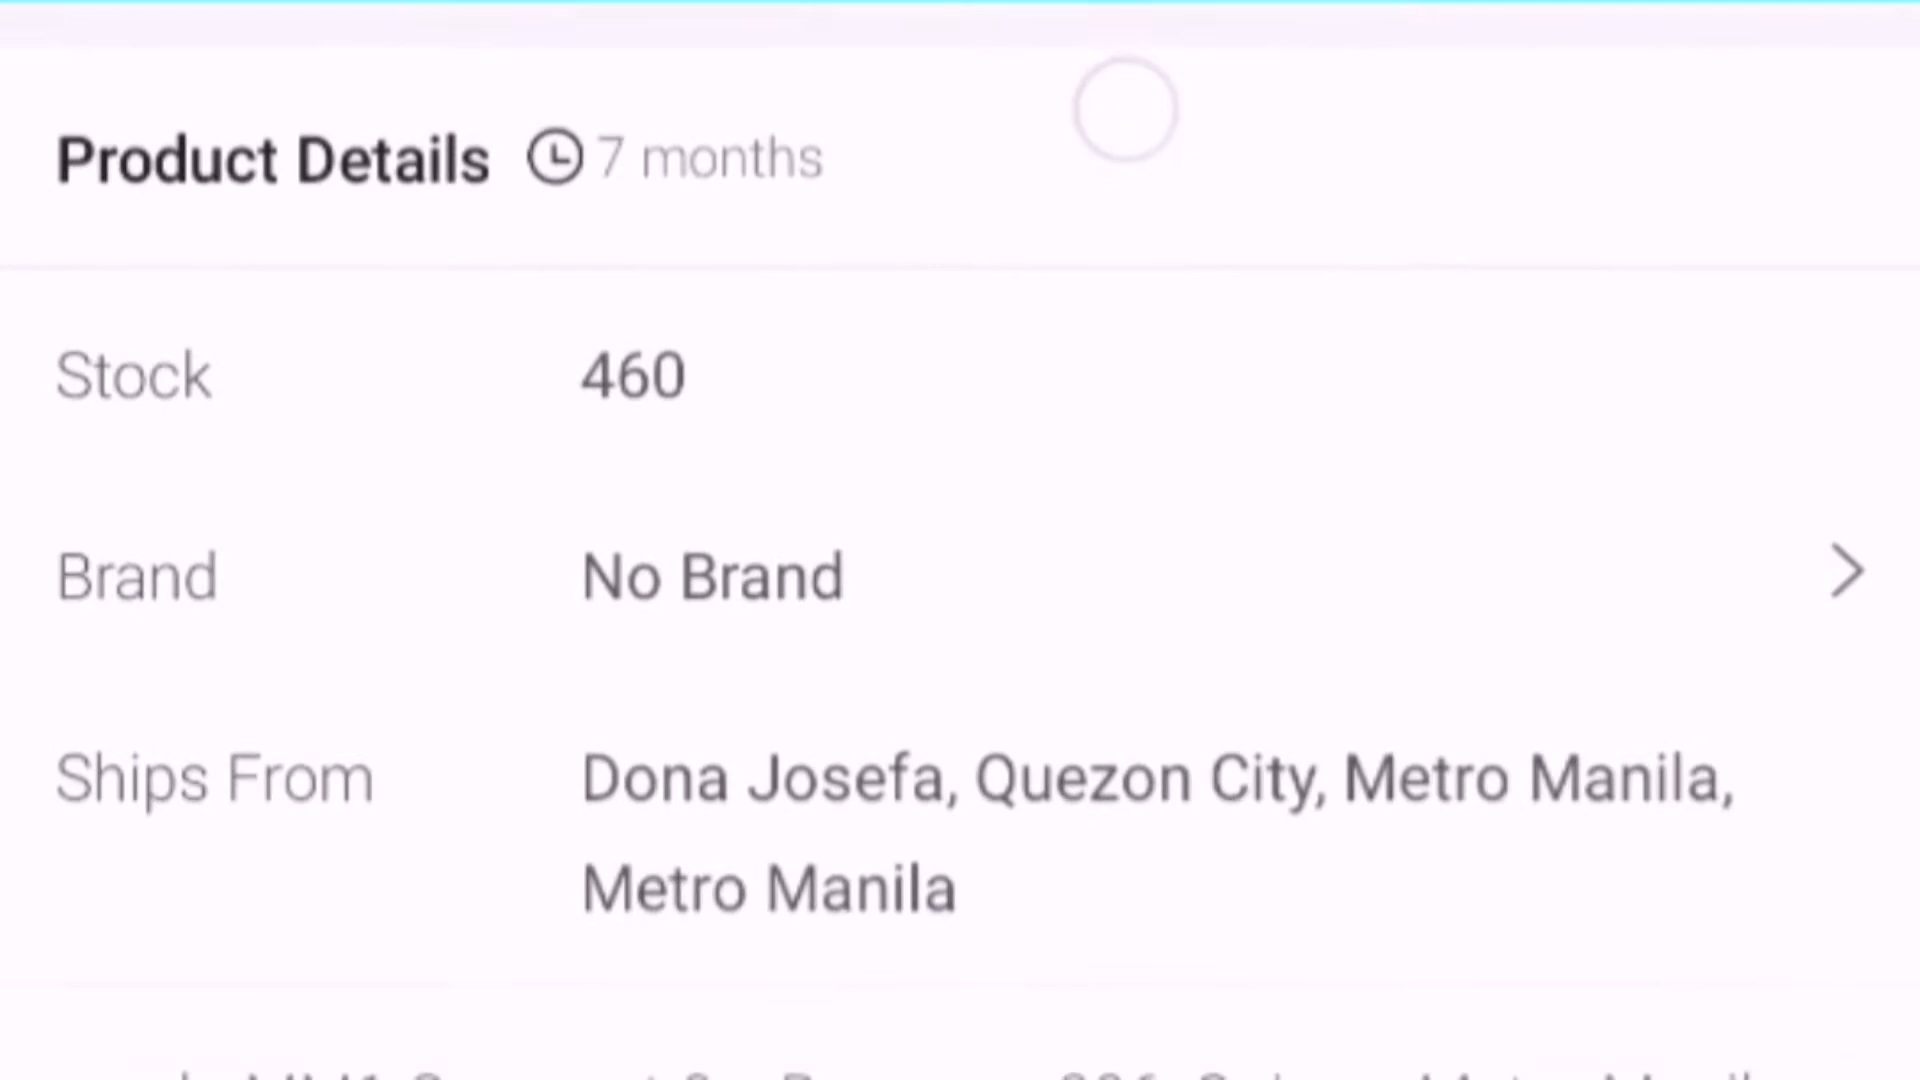 Product Details 7 months
Stock 460
Brand No Brand
Ships From Dona Josefa, Quezon City, Metro Manila,
Metro Manila